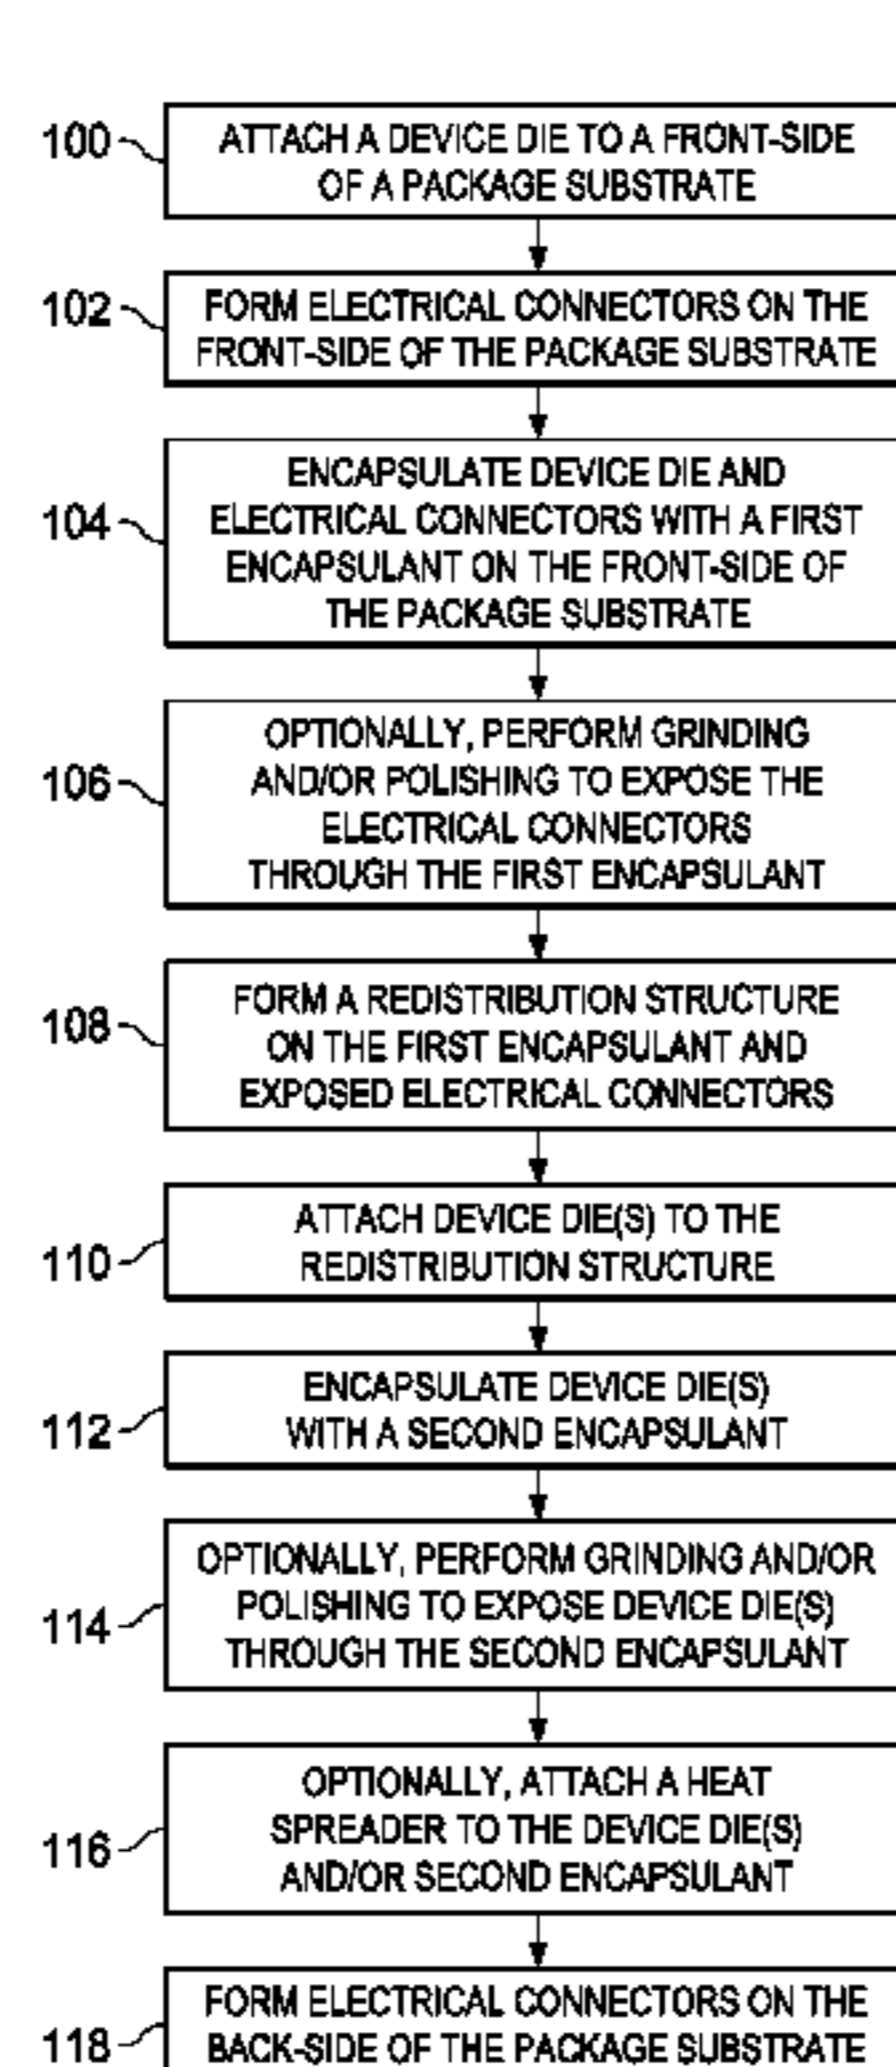 100
ATTACH A DEVICE DIE TO A FRONT-SIDE
OF A PACKAGE SUBSTRATE
102
FORM ELECTRICAL CONNECTORS ON THE
FRONT-SIDE OF THE PACKAGE SUBSTRATE
104
ENCAPSULATE DEVICE DIE AND
ELECTRICAL CONNECTORS WITH A FIRST
ENCAPSULANT ON THE FRONT-SIDE OF
THE PACKAGE SUBSTRATE
106
OPTIONALLY, PERFORM GRINDING
AND/OR POLISHING TO EXPOSE THE
ELECTRICAL CONNECTORS
THROUGH THE FIRST ENCAPSULANT
108
FORM A REDISTRIBUTION STRUCTURE
ON THE FIRST ENCAPSULANT AND
EXPOSED ELECTRICAL CONNECTORS
110
ATTACH DEVICE DIE(S) TO THE
REDISTRIBUTION STRUCTURE
112
ENCAPSULATE DEVICE DIE(S)
WITH A SECOND ENCAPSULANT
114
OPTIONALLY, PERFORM GRINDING AND/OR
POLISHING TO EXPOSE DEVICE DIE(S)
THROUGH THE SECOND ENCAPSULANT
116
OPTIONALLY, ATTACH A HEAT
SPREADER TO THE DEVICE DIE(S)
AND/OR SECOND ENCAPSULANT
118
FORM ELECTRICAL CONNECTORS ON THE
BACK-SIDE OF THE PACKAGE SUBSTRATE